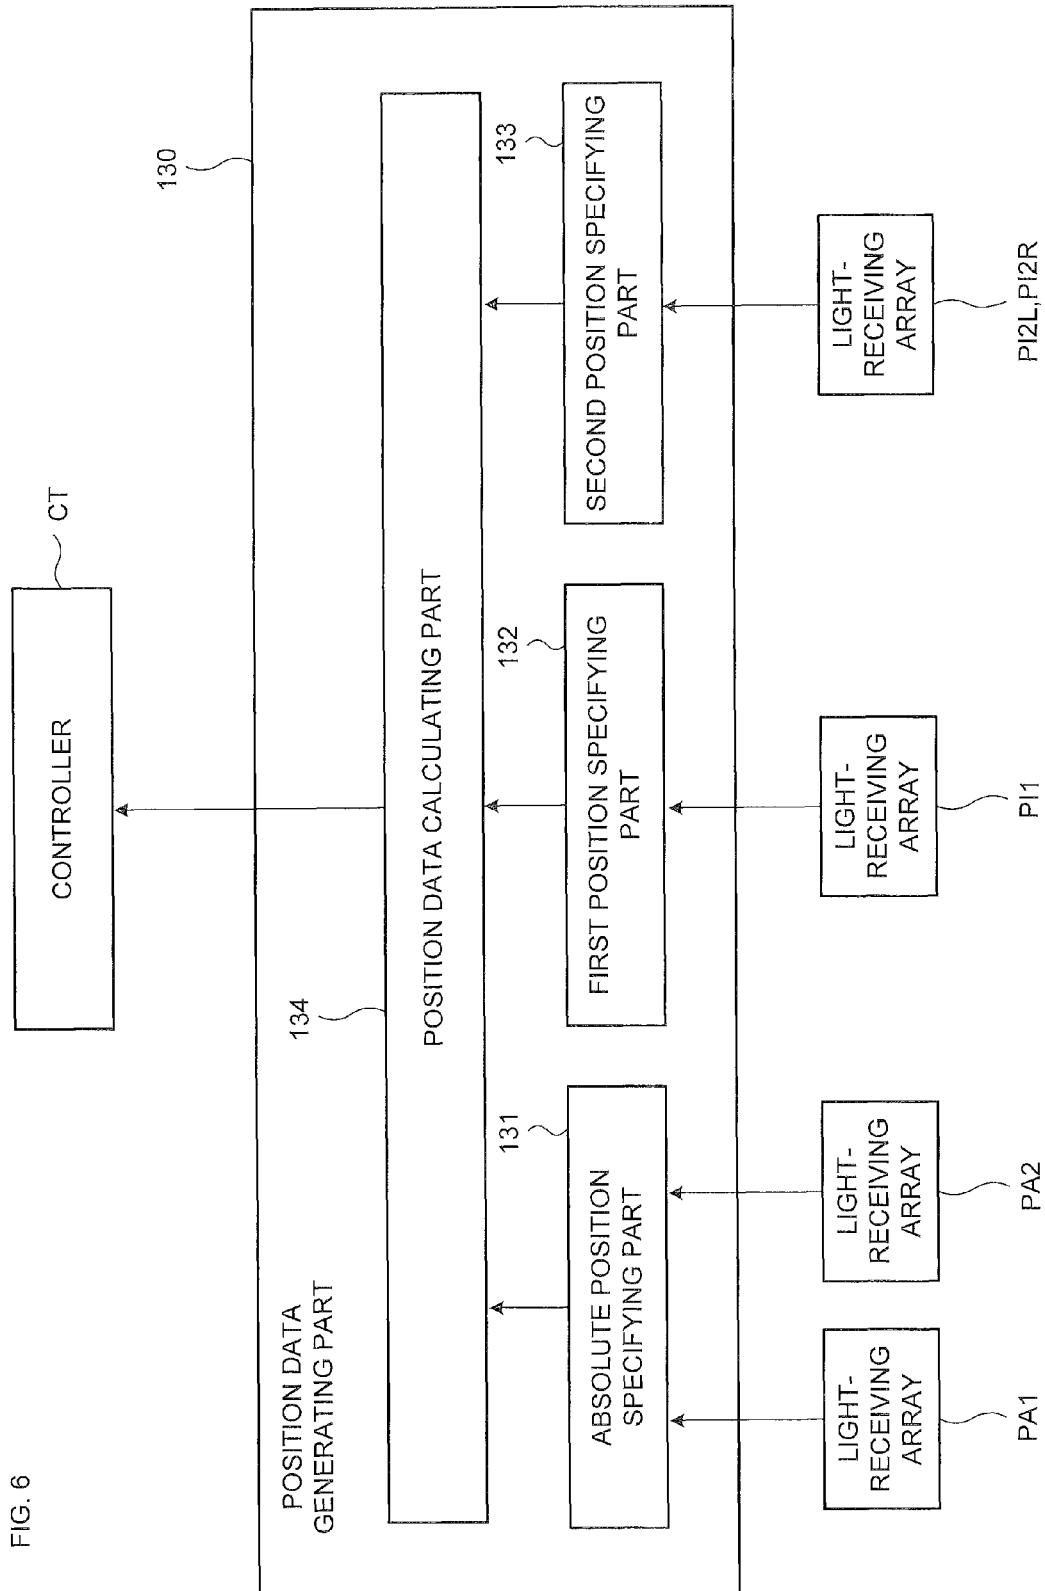 FIG. 6
CONTROLLER
CT
130
POSITION DATA
GENERATING PART
134
POSITION DATA CALCULATING PART
131
ABSOLUTE POSITION
SPECIFYING PART
132
FIRST POSITION SPECIFYING
PART
133
SECOND POSITION SPECIFYING
PART
LIGHT-
RECEIVING
ARRAY
PA1
LIGHT-
RECEIVING
ARRAY
PA2
LIGHT-
RECEIVING
ARRAY
PI1
LIGHT-
RECEIVING
ARRAY
PI2L,PI2R